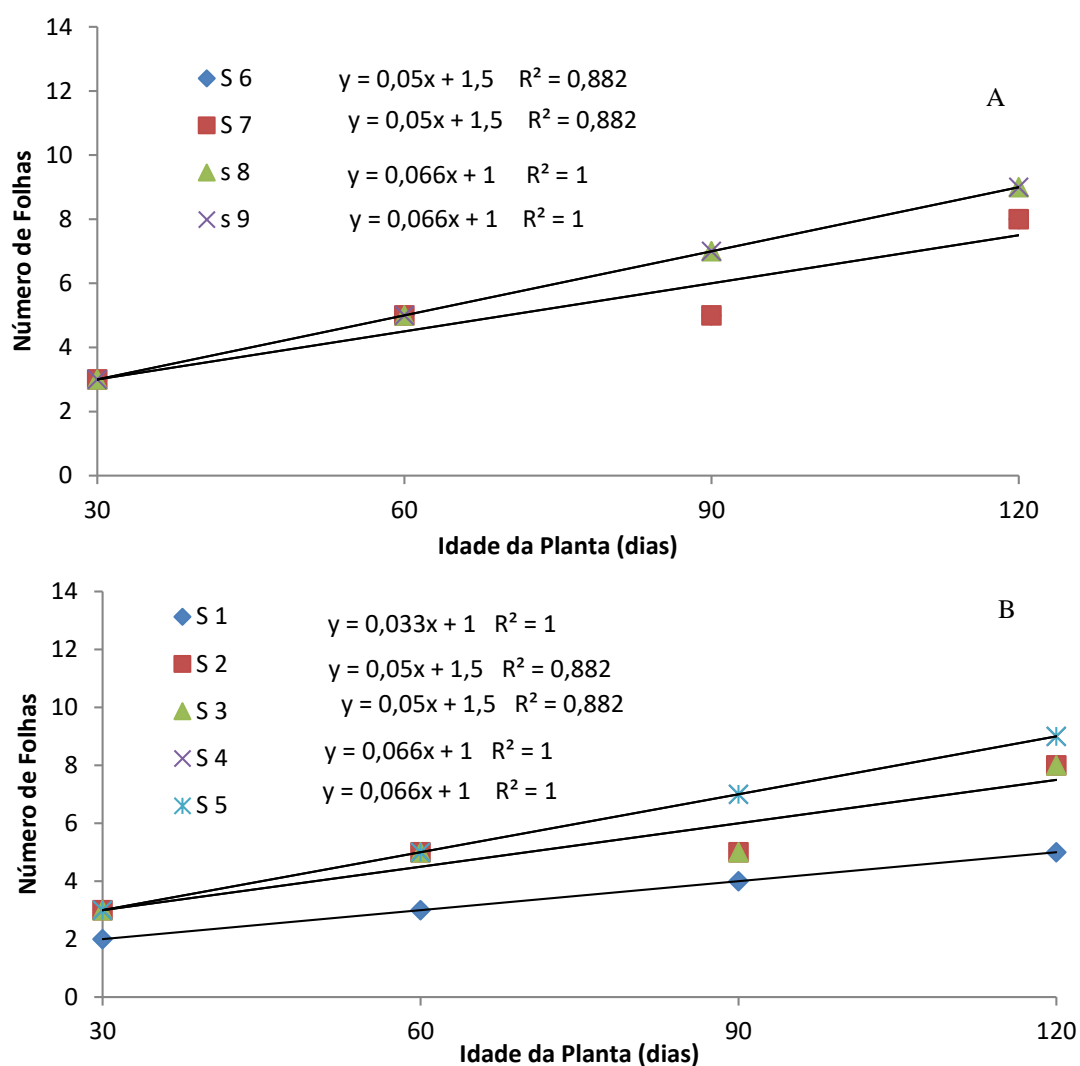 14
12
10
8
6
4
2
0
Número de Folhas
S 6 y = 0,05x + 1,5 R² = 0,882
S 7 y = 0,05x + 1,5 R² = 0,882
s 8 y = 0,066x + 1 R² = 1
s 9 y = 0,066x + 1 R² = 1
A
30 60 90 120
Idade da Planta (dias)
14
12
10
8
6
4
2
0
Número de Folhas
S 1 y = 0,033x + 1 R² = 1
S 2 y = 0,05x + 1,5 R² = 0,882
S 3 y = 0,05x + 1,5 R² = 0,882
S 4 y = 0,066x + 1 R² = 1
S 5 y = 0,066x + 1 R² = 1
B
30 60 90 120
Idade da Planta (dias)